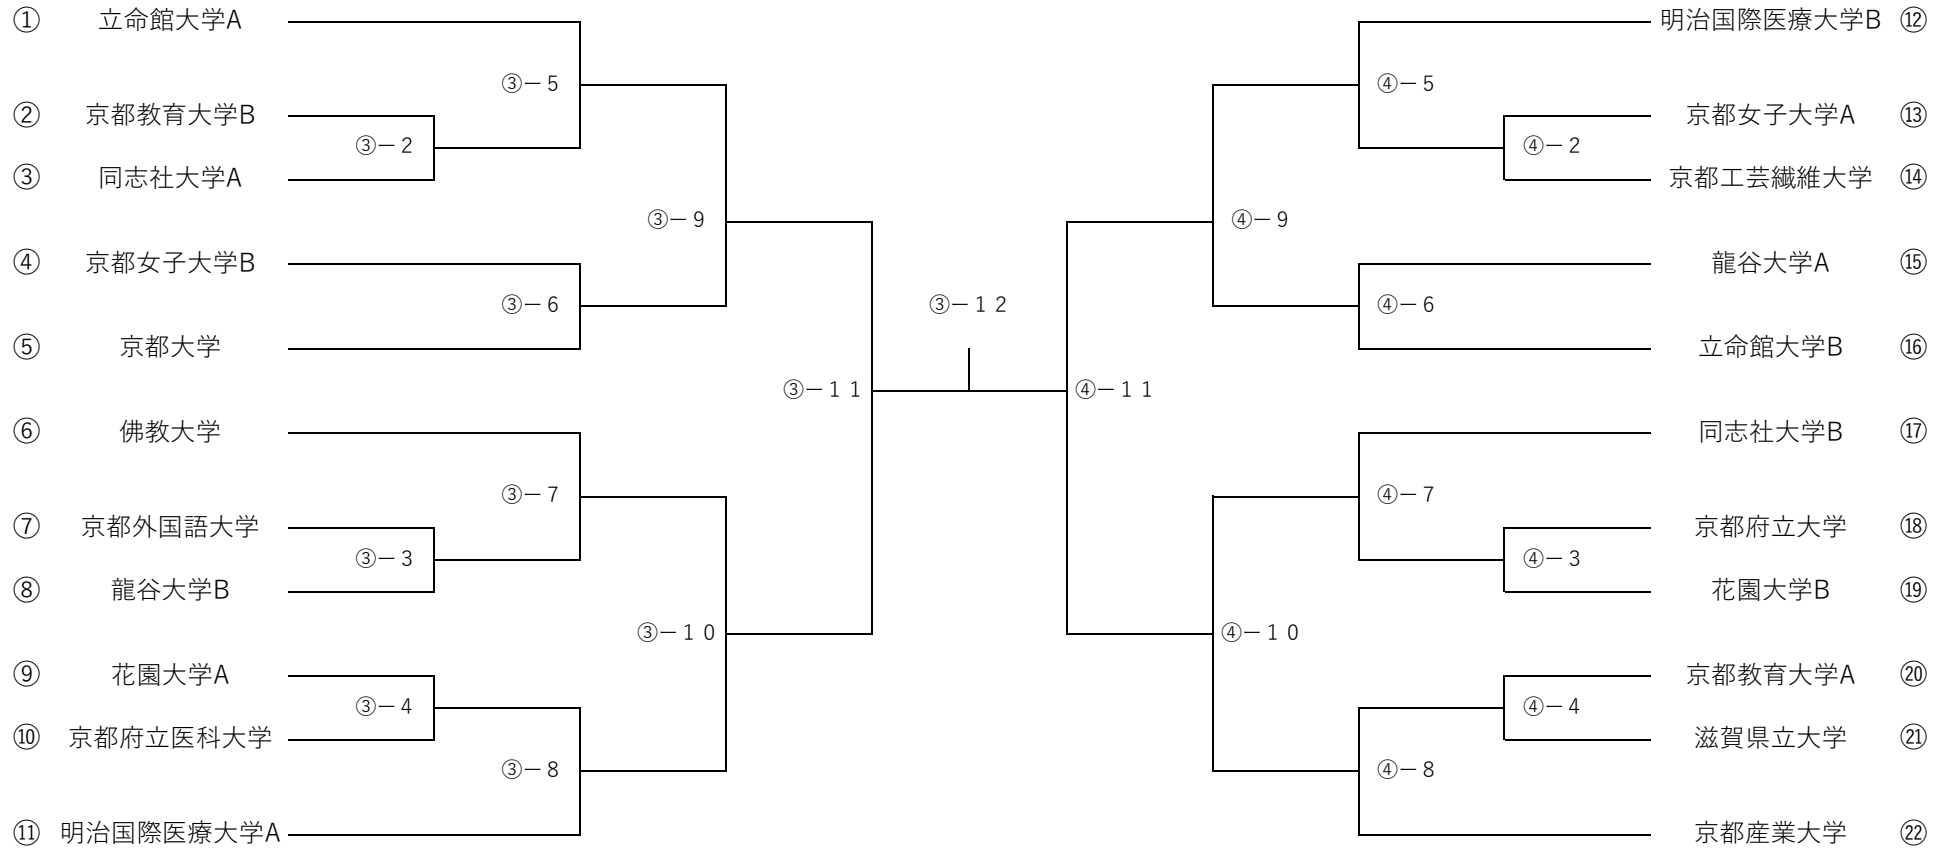 ① 立命館大学A
③－５
② 京都教育大学B
③－２
③ 同志社大学A
③－９
④ 京都女子大学B
③－６
⑤ 京都大学
③－１１
⑥ 佛教大学
③－７
⑦ 京都外国語大学
③－３
⑧ 龍谷大学B
③－１０
⑨ 花園大学A
③－４
⑩ 京都府立医科大学
③－８
⑪ 明治国際医療大学A
③－１２
明治国際医療大学B ⑫
④－５
京都女子大学A ⑬
④－２
京都工芸繊維大学 ⑭
④－９
龍谷大学A ⑮
④－６
立命館大学B ⑯
④－１１
同志社大学B ⑰
④－７
京都府立大学 ⑱
④－３
花園大学B ⑲
④－１０
京都教育大学A ⑳
④－４
滋賀県立大学 ㉑
④－８
京都産業大学 ㉒